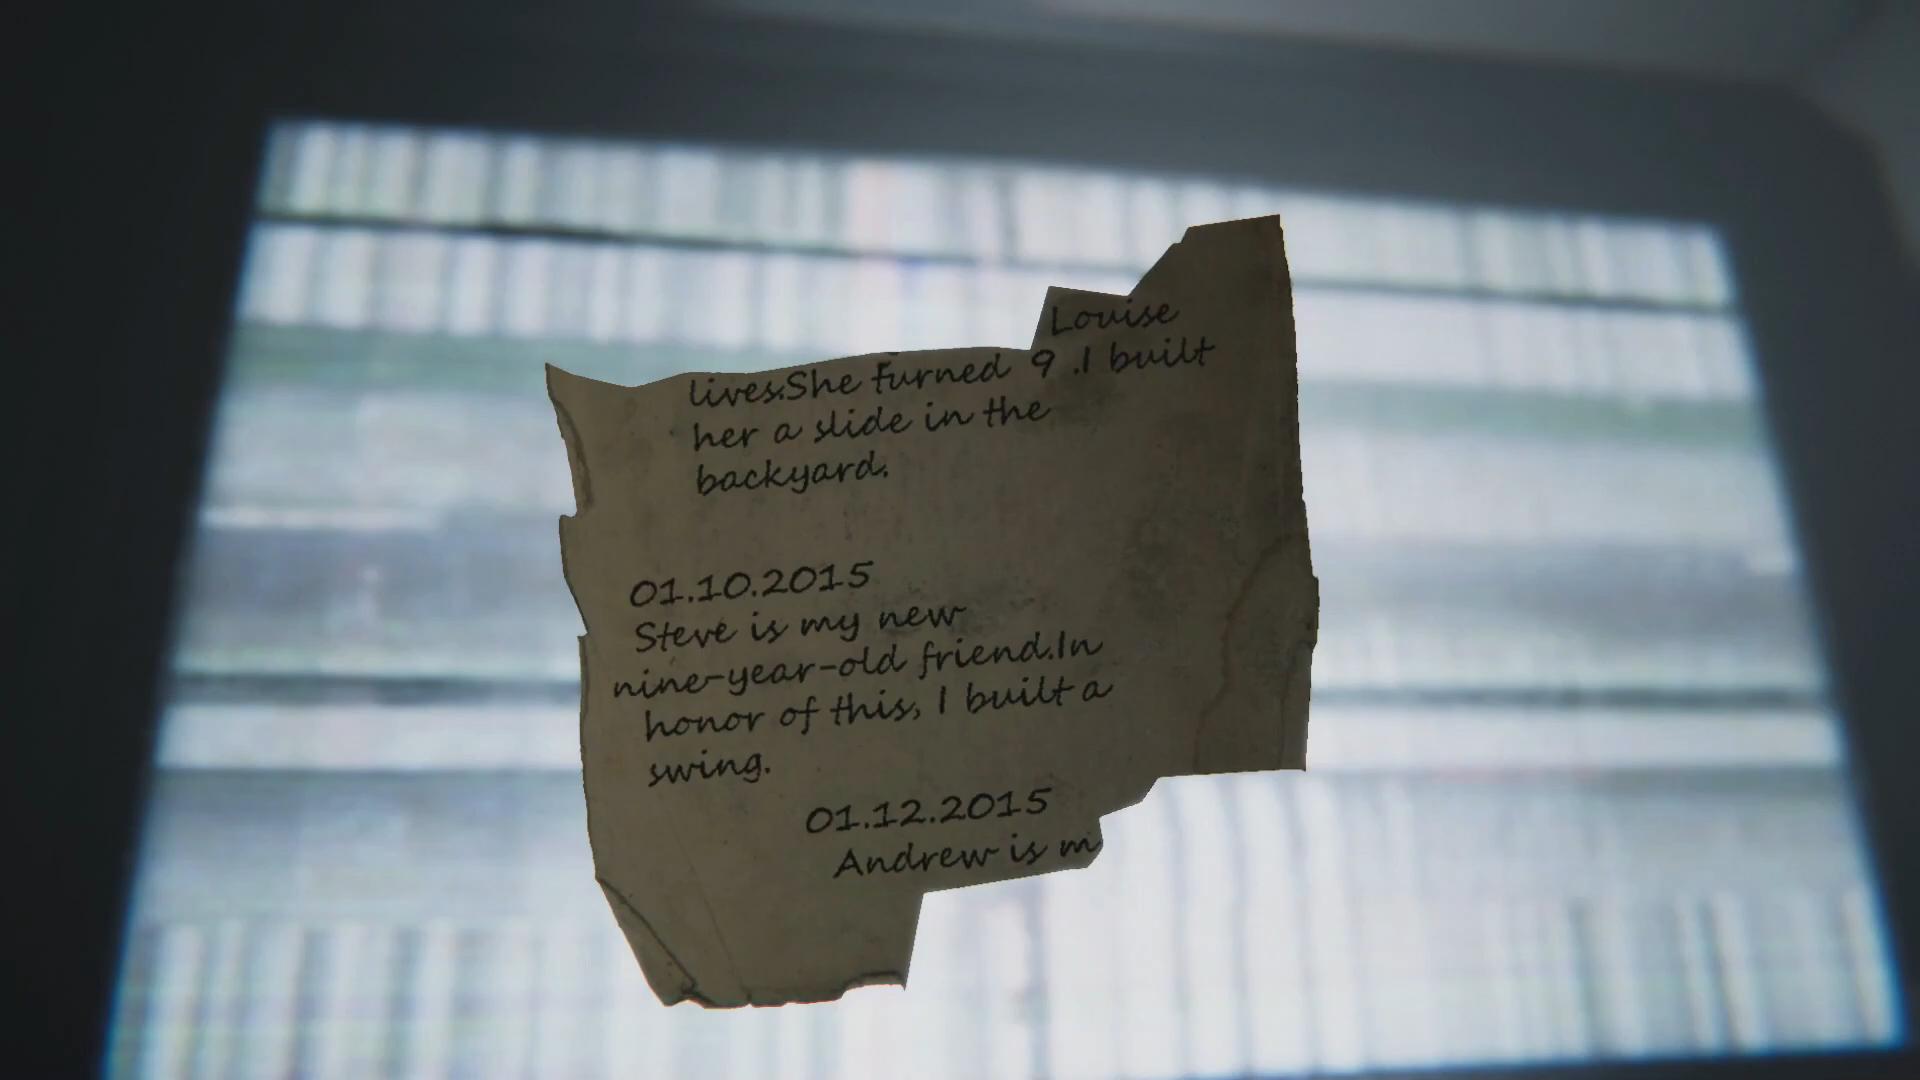 Louise
lives.She turned 9 .I built
her a slide in the
backyard.
01.10.2015
Steve is my new
nine-year-old friend.In
honor of this, I built a
swing.
01.12.2015
Andrew is m